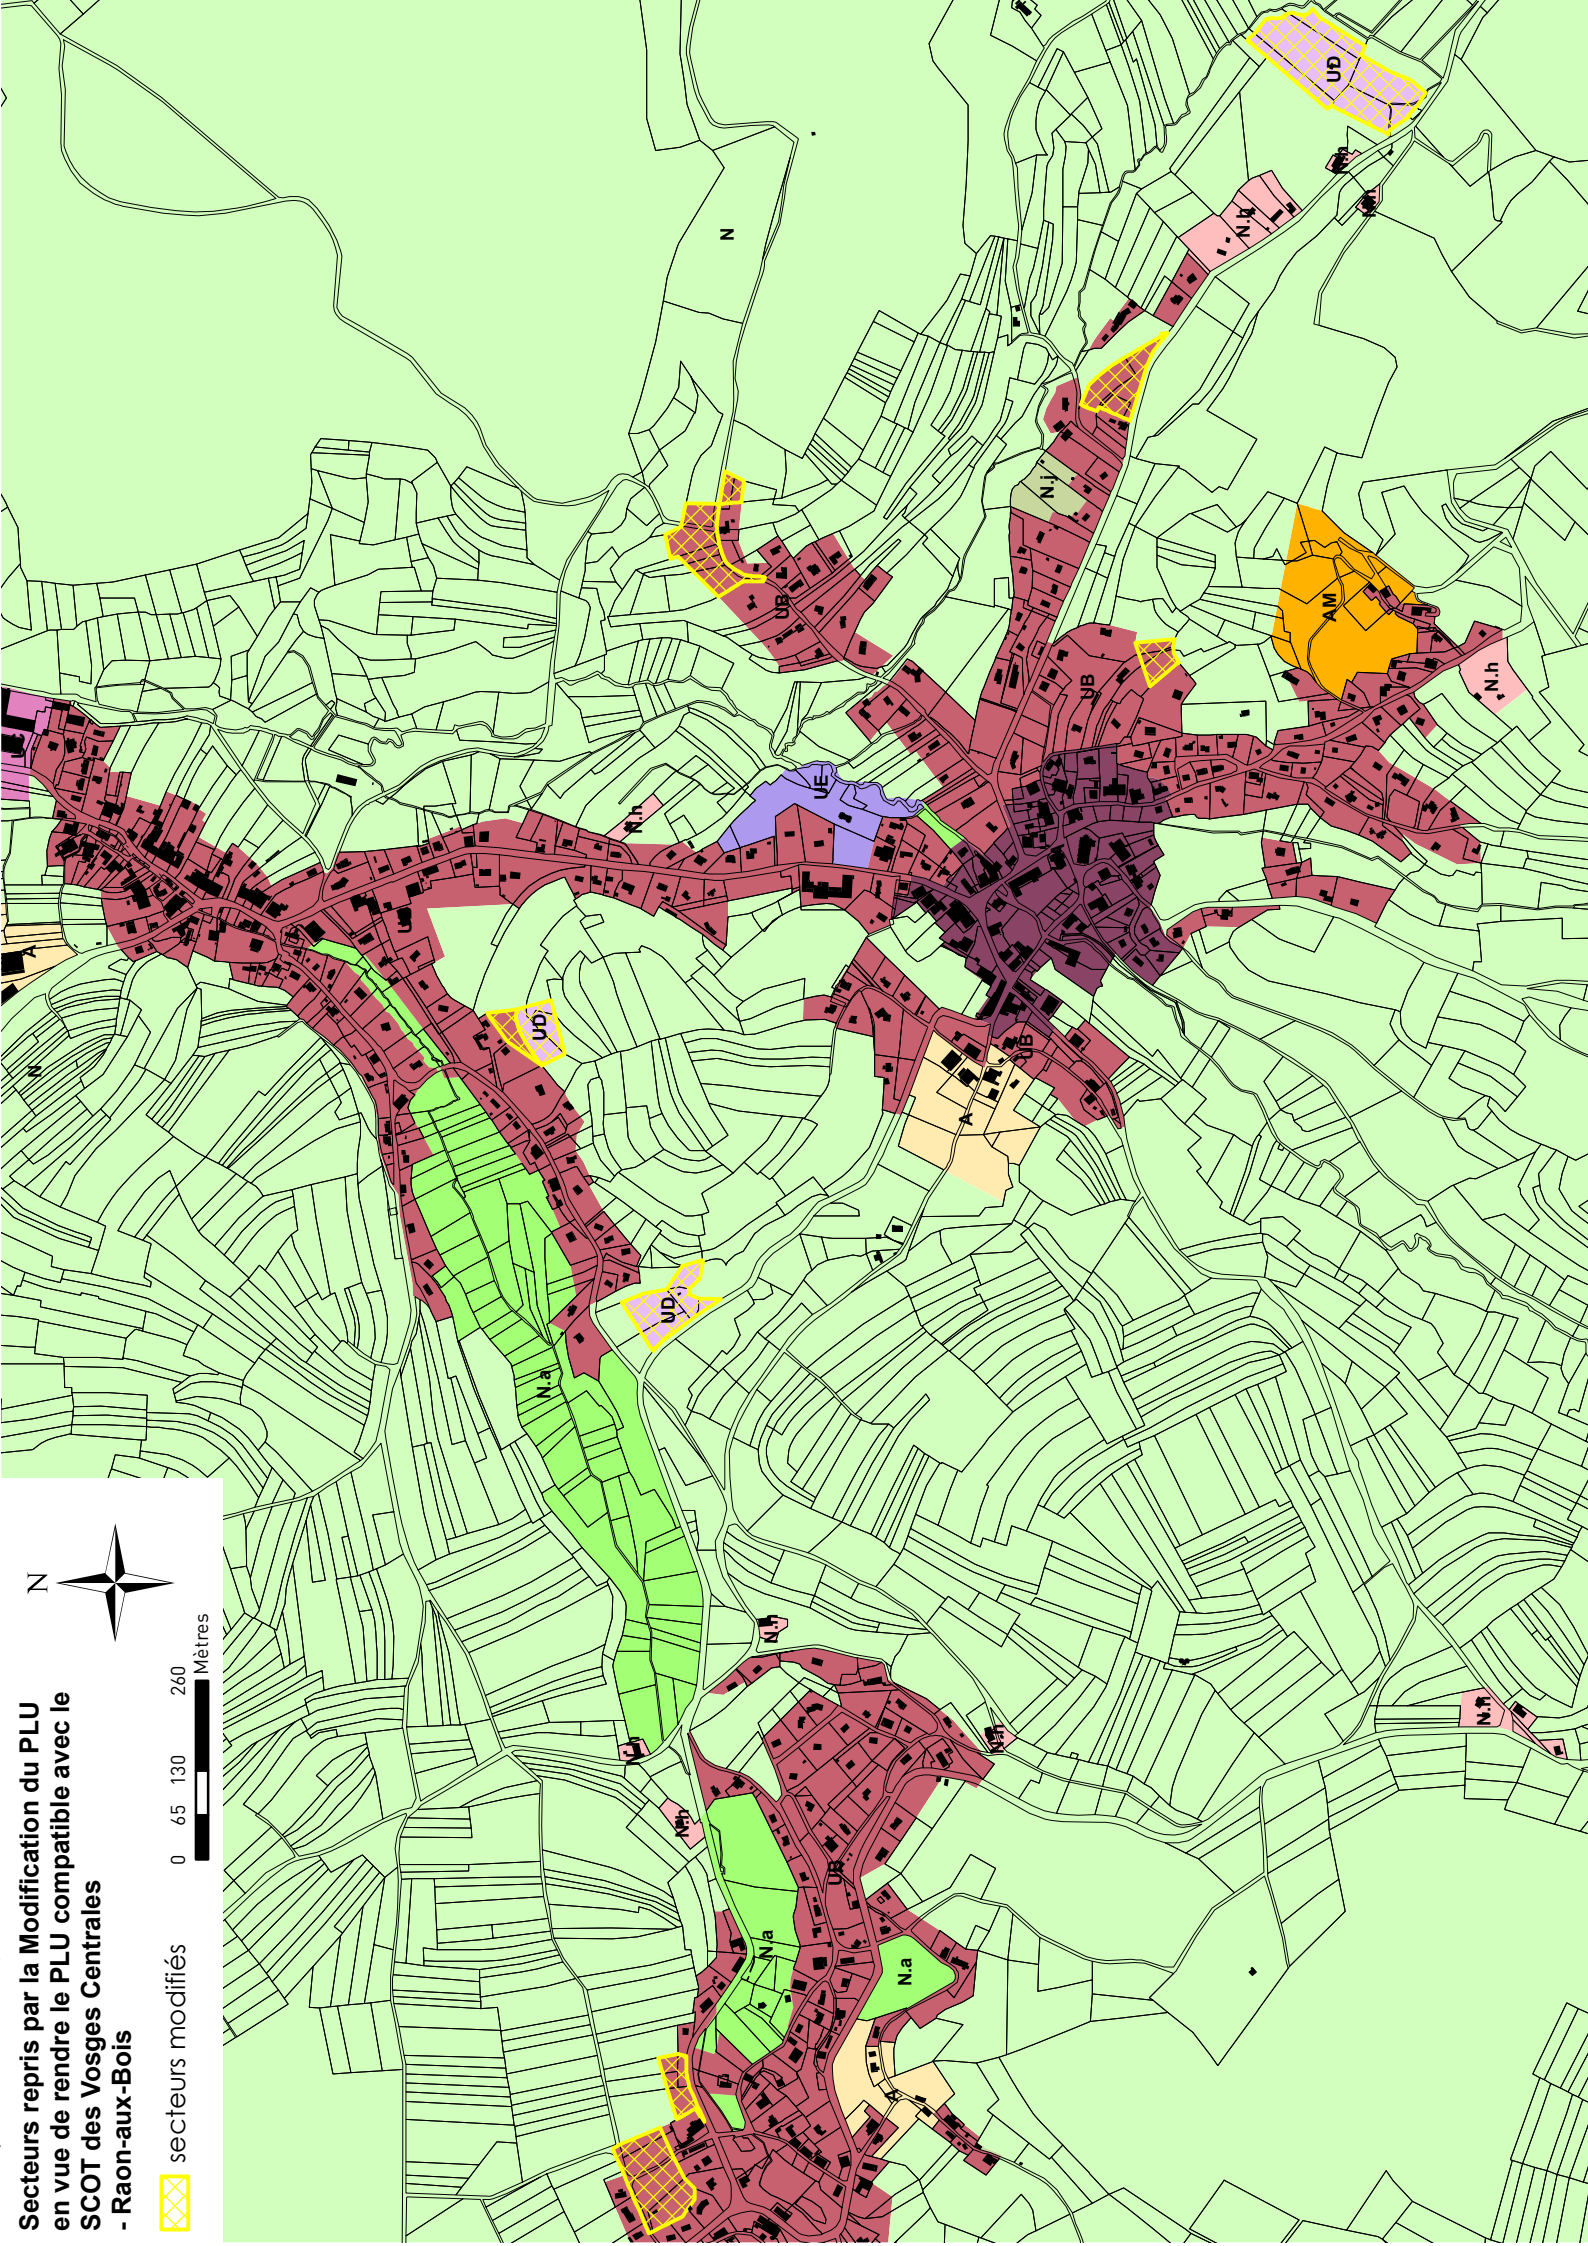 Secteurs repris par la Modification du PLU
en vue de rendre le PLU compatible avec le
SCOT des Vosges Centrales
- Raon-aux-Bois
secteurs modifiés
N
0 65 130 260
Mètres
UD
N.h
N.h
N.h
N
N.j
UB
AM
UB
N.h
UE
N.h
UE
UB
A
N
UD
UB
A
UD
N.a
N.h
N.h
N.h
N.h
N.h
UB
N.a
N.a
A